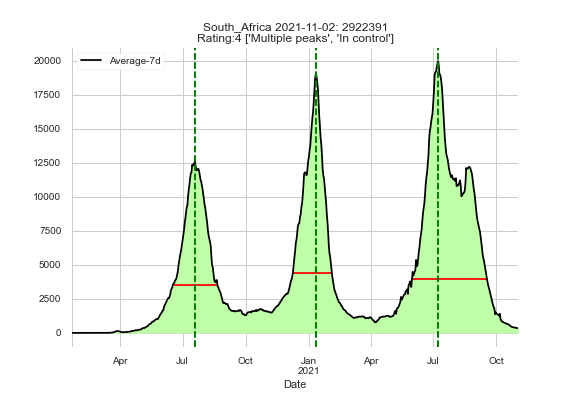 South_Africa 2021-11-02: 2922391
Rating:4 ['Multiple peaks', 'In control']
Average-7d
20000
17500
15000
12500
10000
7500
5000
2500
0
Apr
Jul
Oct
Jan
2021
Apr
Jul
Oct
Date